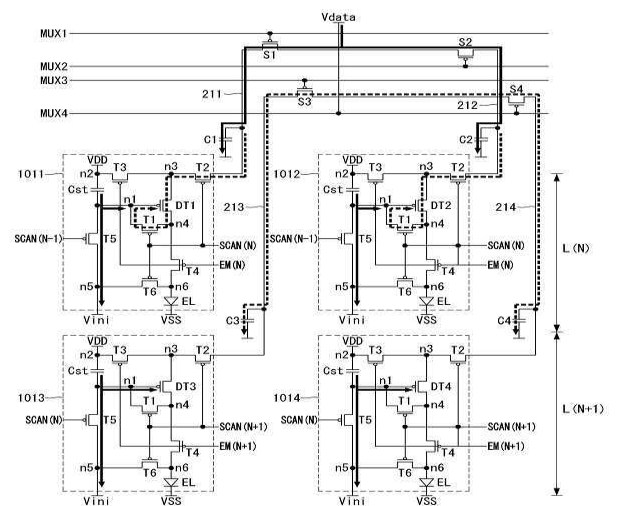 Vdata
MUX1
S1
S2
MUX2
MUX3
211
S3
212
S4
MUX4
C1
C2
1011
VDD
n2
T3
n3
T2
Cst
n1
DT1
T1
n4
SCAN(N-1)
T5
SCAN(N)
EM(N)
T4
n5
T6
n6
EL
Vini
VSS
213
1012
VDD
n2
T3
n3
T2
Cst
n1
DT2
T1
n4
SCAN(N-1)
T5
SCAN(N)
EM(N)
T4
n5
T6
n6
EL
Vini
VSS
214
L(N)
C3
C4
1013
VDD
n2
T3
n3
T2
Cst
n1
DT3
T1
n4
SCAN(N)
T5
SCAN(N+1)
EM(N+1)
T4
n5
T6
n6
EL
Vini
VSS
1014
VDD
n2
T3
n3
T2
Cst
n1
DT4
T1
n4
SCAN(N)
T5
SCAN(N+1)
EM(N+1)
T4
n5
T6
n6
EL
Vini
VSS
L(N+1)